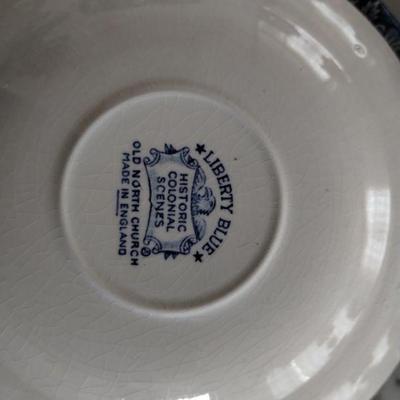 ★ LIBERTY BLUE ★
HISTORIC
COLONIAL
SCENES
OLD NORTH CHURCH
MADE IN ENGLAND